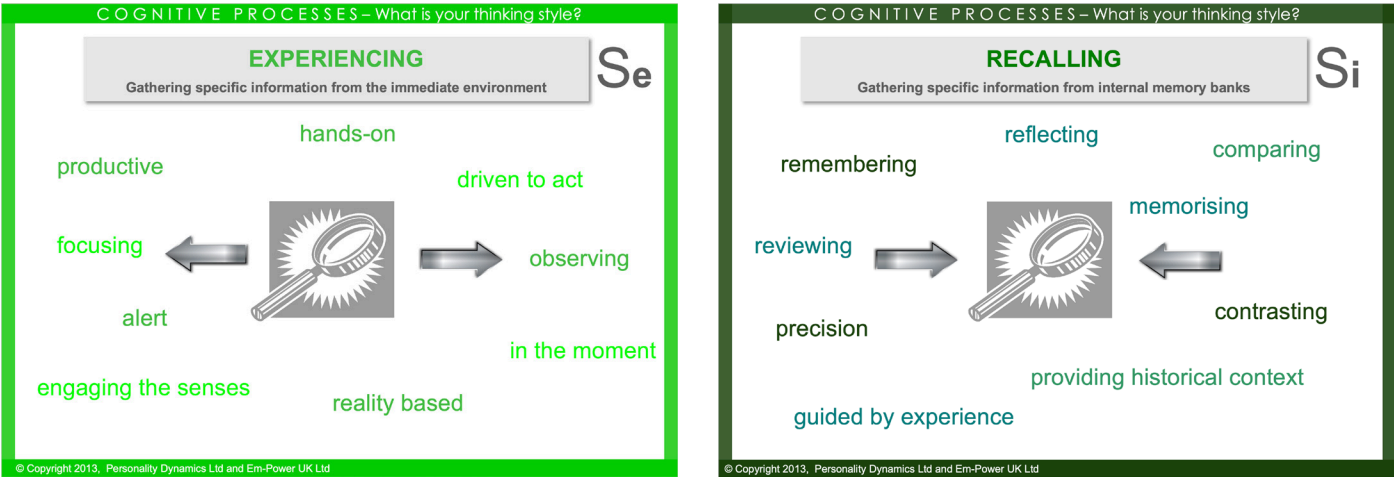 COGNITIVE PROCESSES – What is your thinking style?
EXPERIENCING
Gathering specific information from the immediate environment
Se
hands-on
productive
driven to act
focusing
observing
alert
in the moment
engaging the senses
reality based
© Copyright 2013, Personality Dynamics Ltd and Em-Power UK Ltd
COGNITIVE PROCESSES – What is your thinking style?
RECALLING
Gathering specific information from internal memory banks
Si
reflecting
comparing
remembering
memorising
reviewing
contrasting
precision
providing historical context
guided by experience
© Copyright 2013, Personality Dynamics Ltd and Em-Power UK Ltd